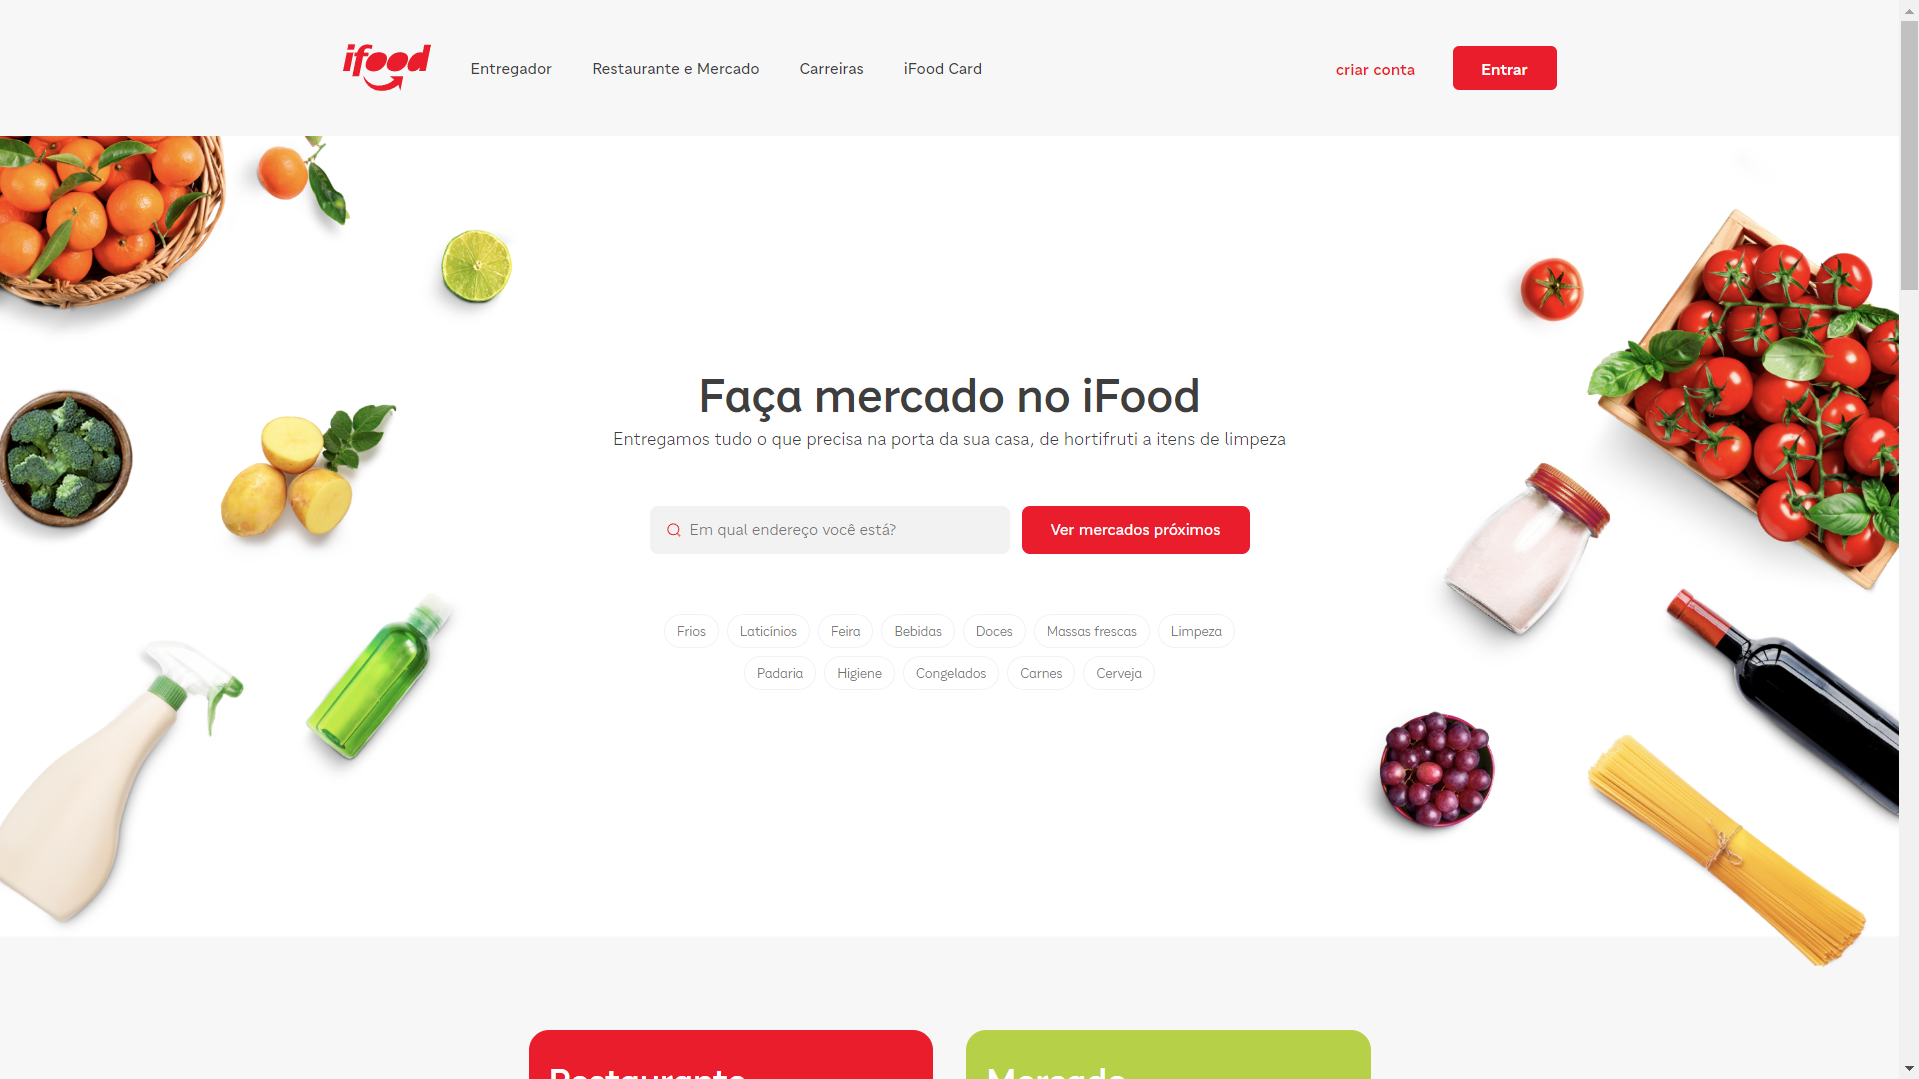 ifood
Entregador
Restaurante e Mercado
Carreiras
iFood Card
criar conta
Entrar
Faça mercado no iFood
Entregamos tudo o que precisa na porta da sua casa, de hortifruti a itens de limpeza
Em qual endereço você está?
Ver mercados próximos
Frios
Laticínios
Feira
Bebidas
Doces
Massas frescas
Limpeza
Padaria
Higiene
Congelados
Carnes
Cerveja
Restaurante
Mercado